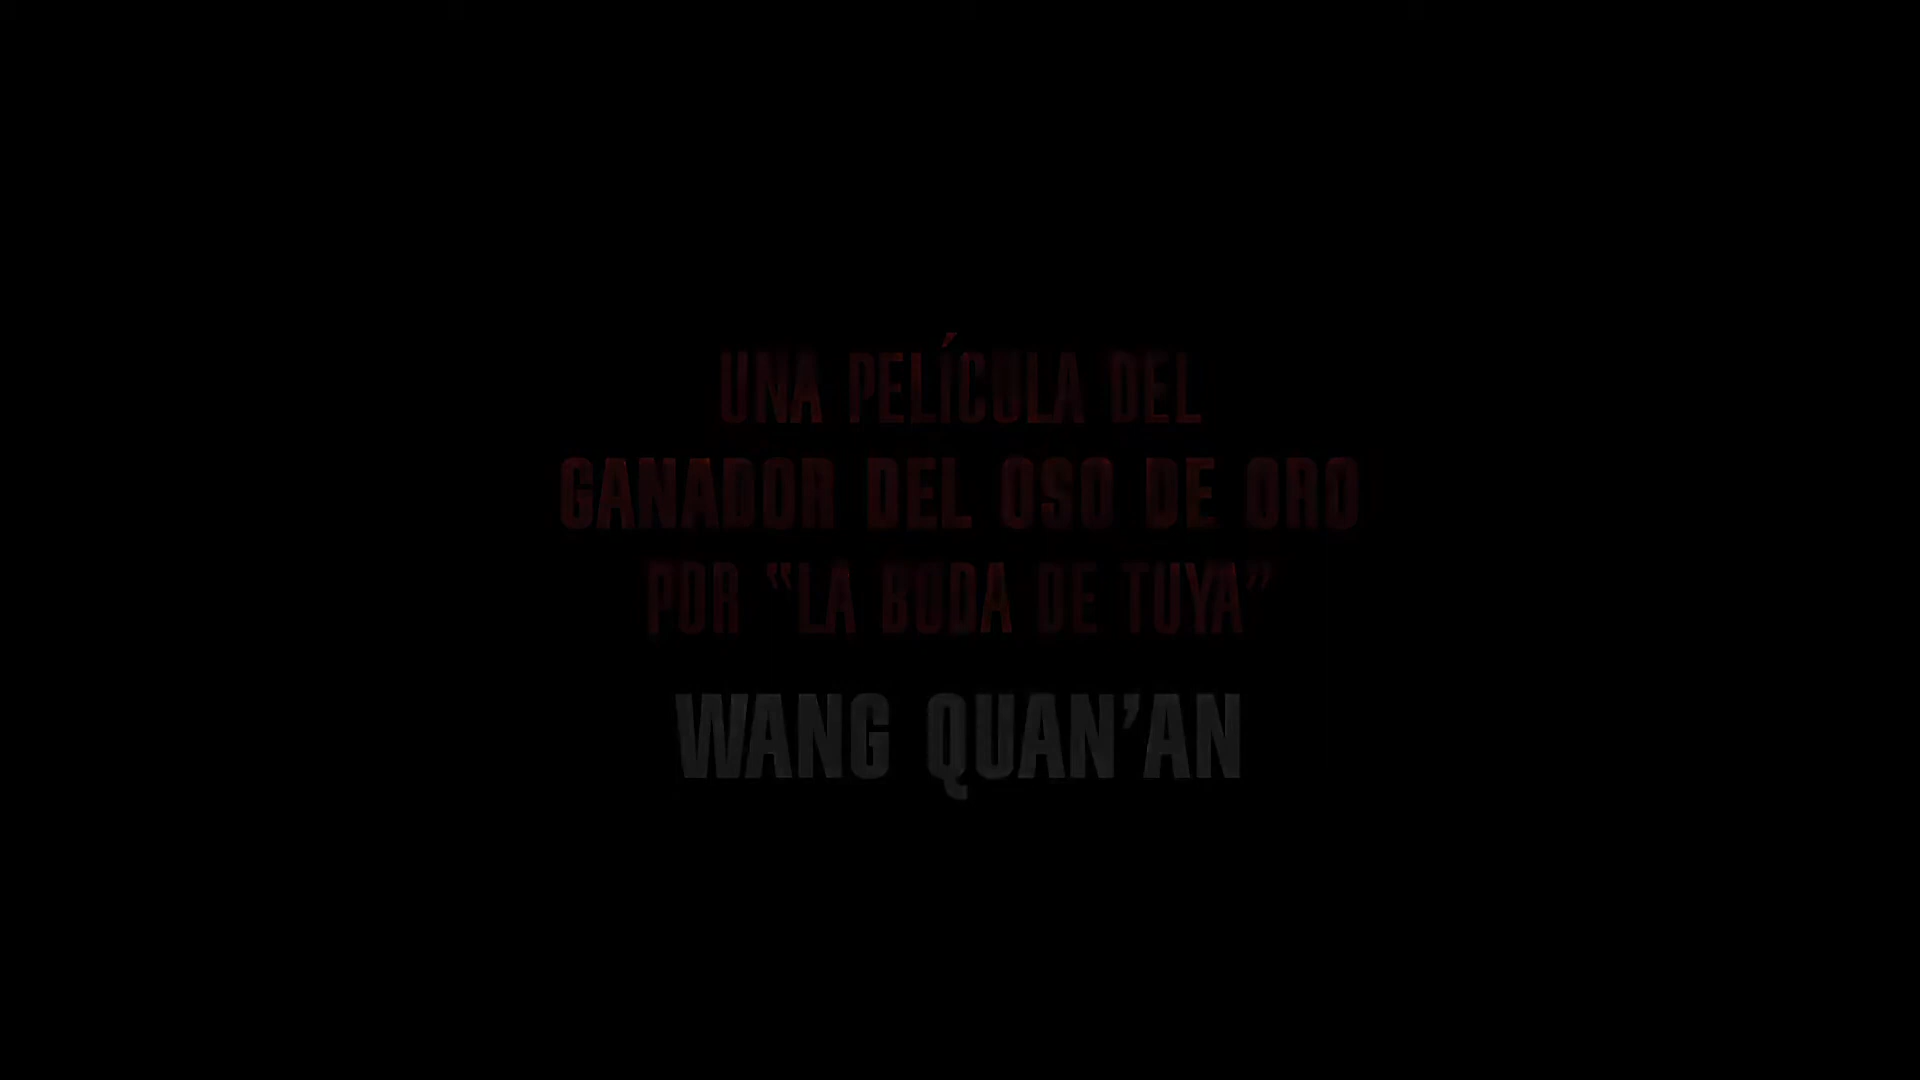 UNA PELÍCULA DEL
GANADOR DEL OSO DE ORO
POR “LA BODA DE TUYA”
WANG QUAN’AN